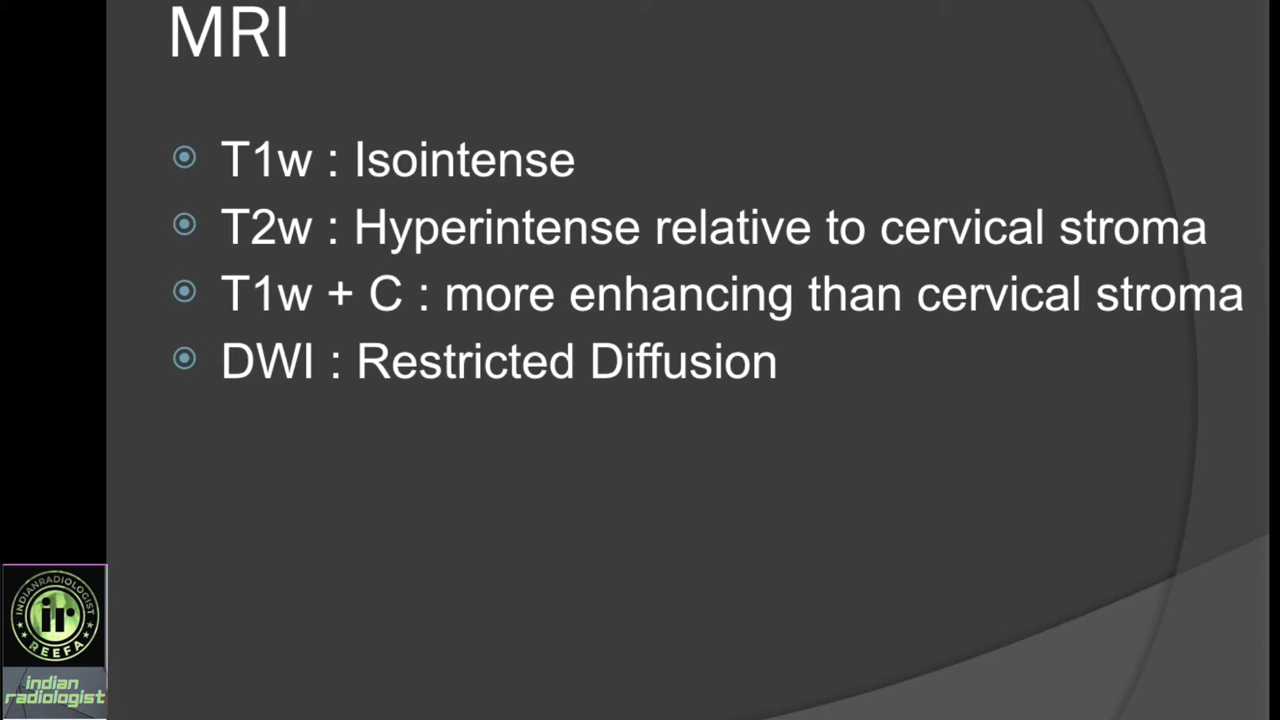 MRI
T1w : Isointense
T2w : Hyperintense relative to cervical stroma
T1w + C : more enhancing than cervical stroma
DWI : Restricted Diffusion
INDIANRADIOLOGIST
ir
REEFA
indian
radiologist